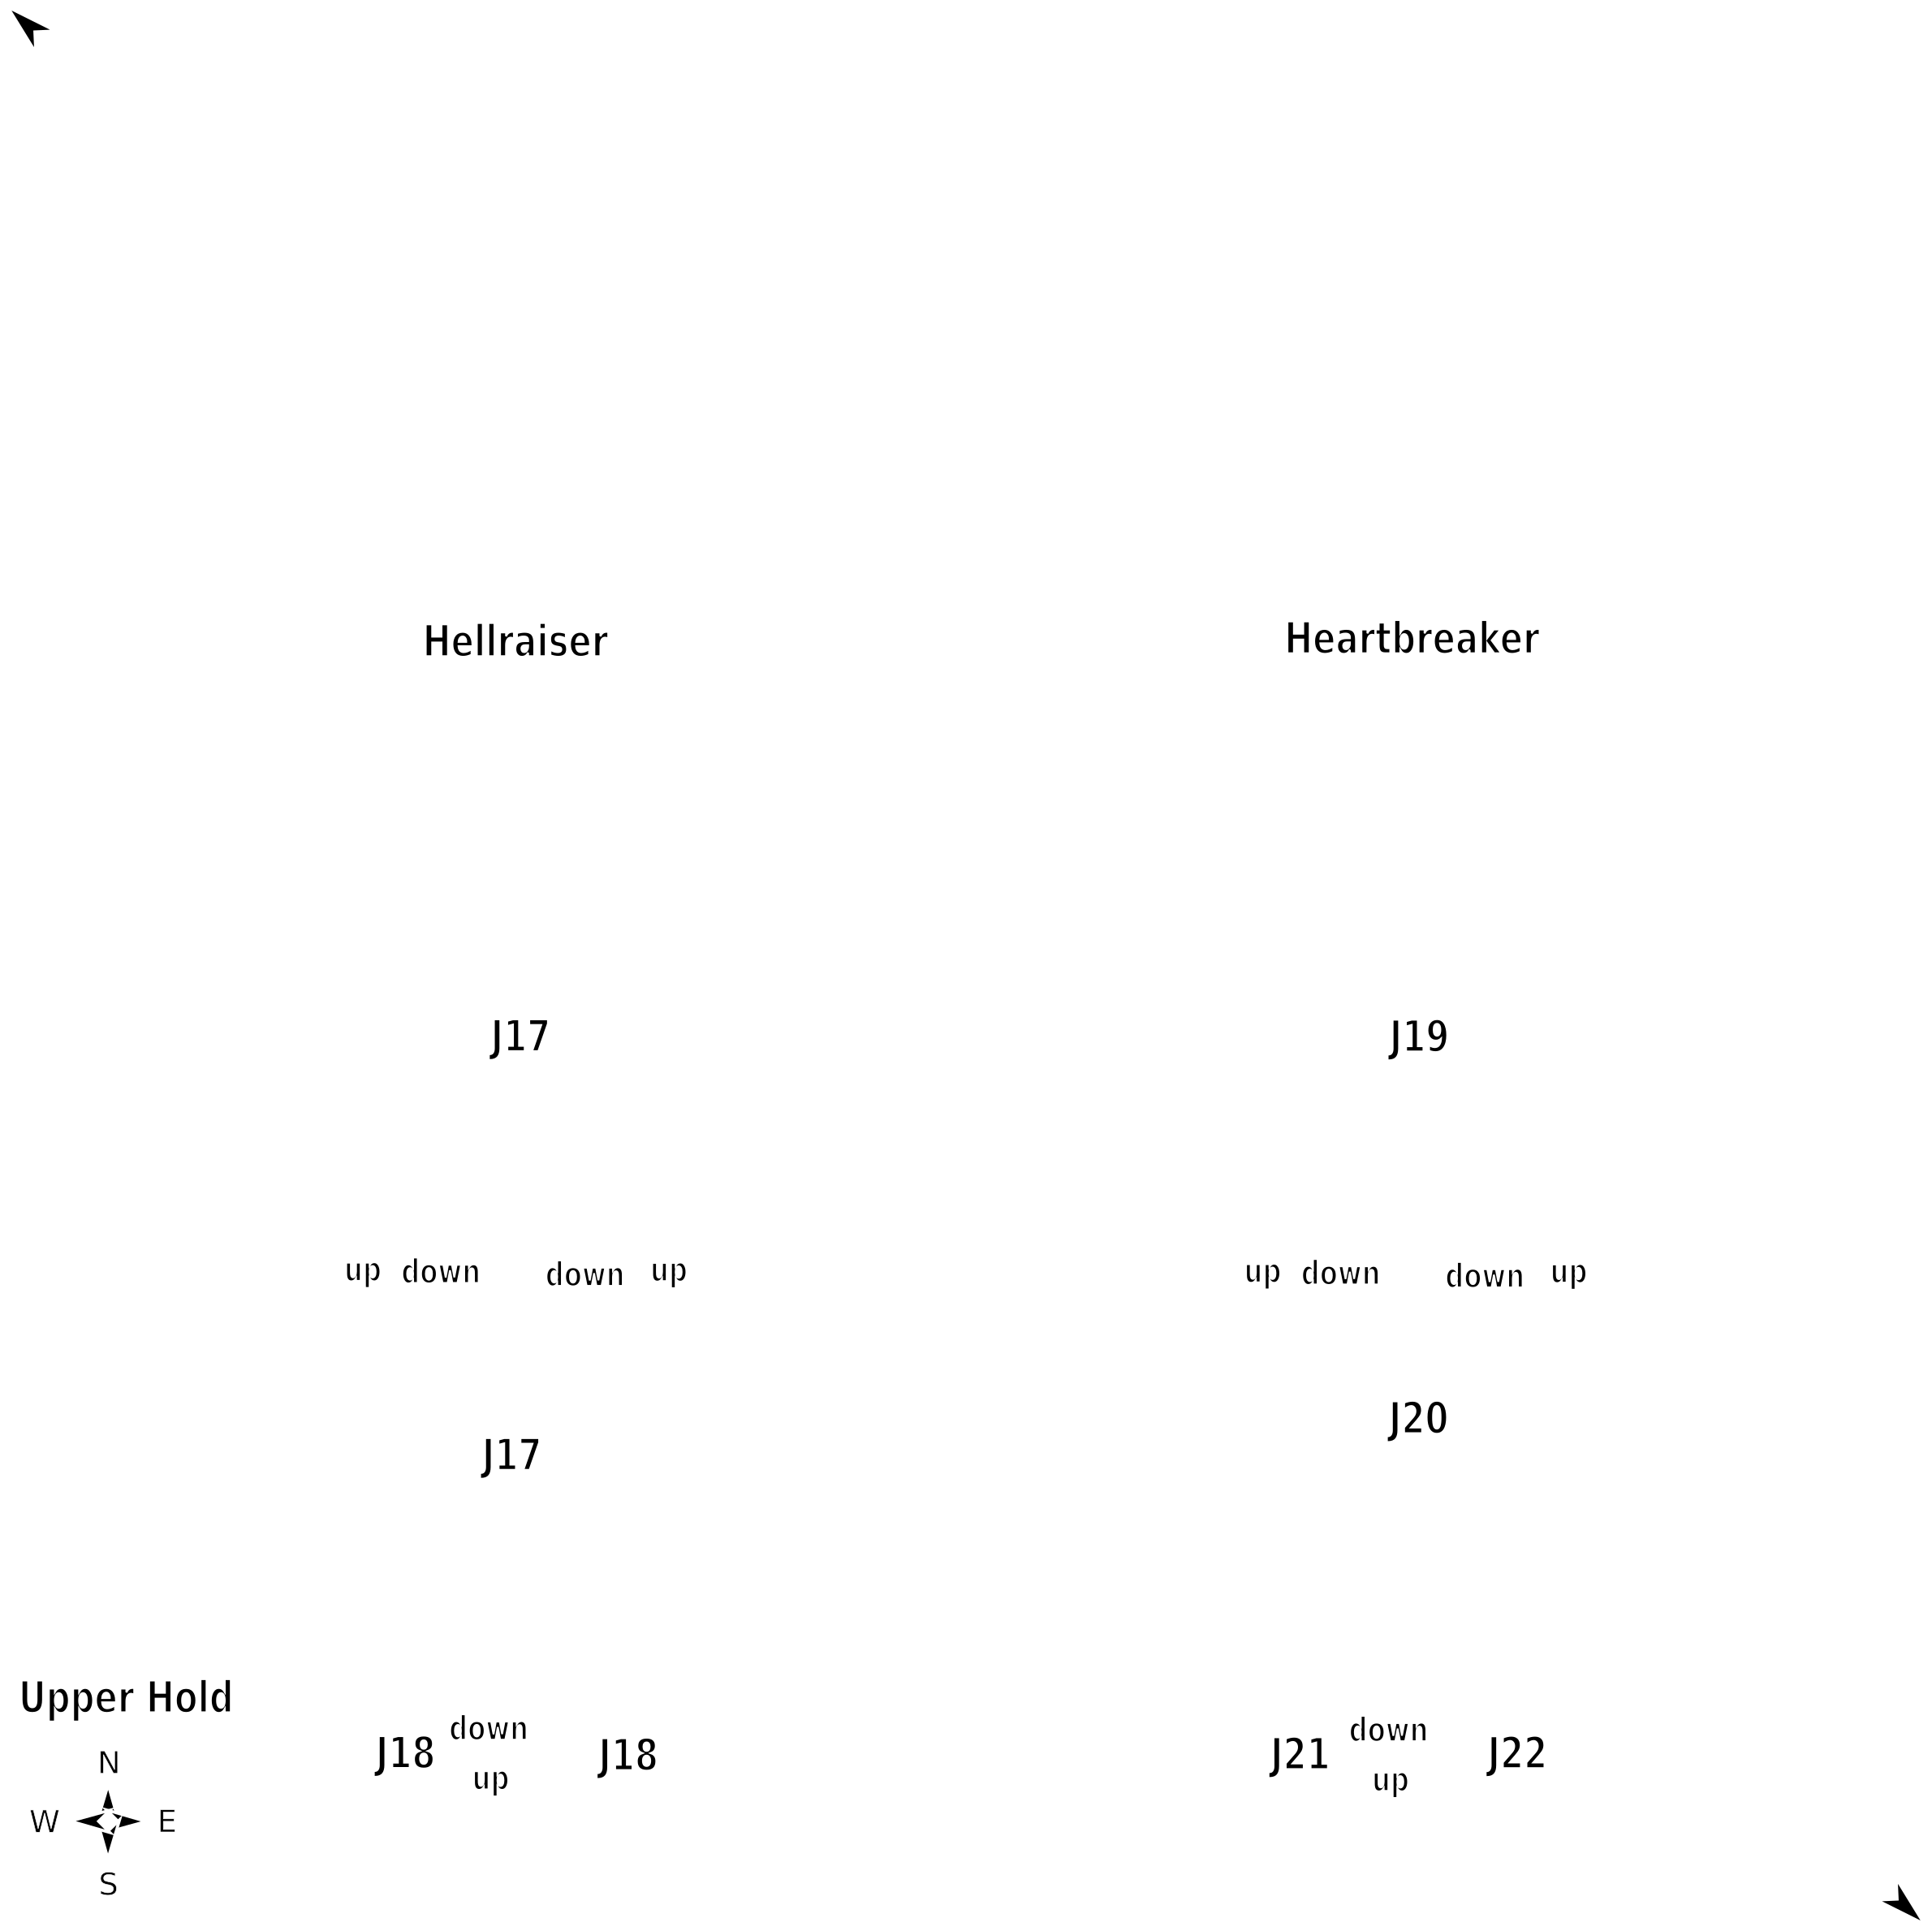 Hellraiser Heartbreaker
J17 J19
up down down up up down down up
J20
J17
Upper Hold
down down
J18 J18 J21 J22
up up
N
W E
S